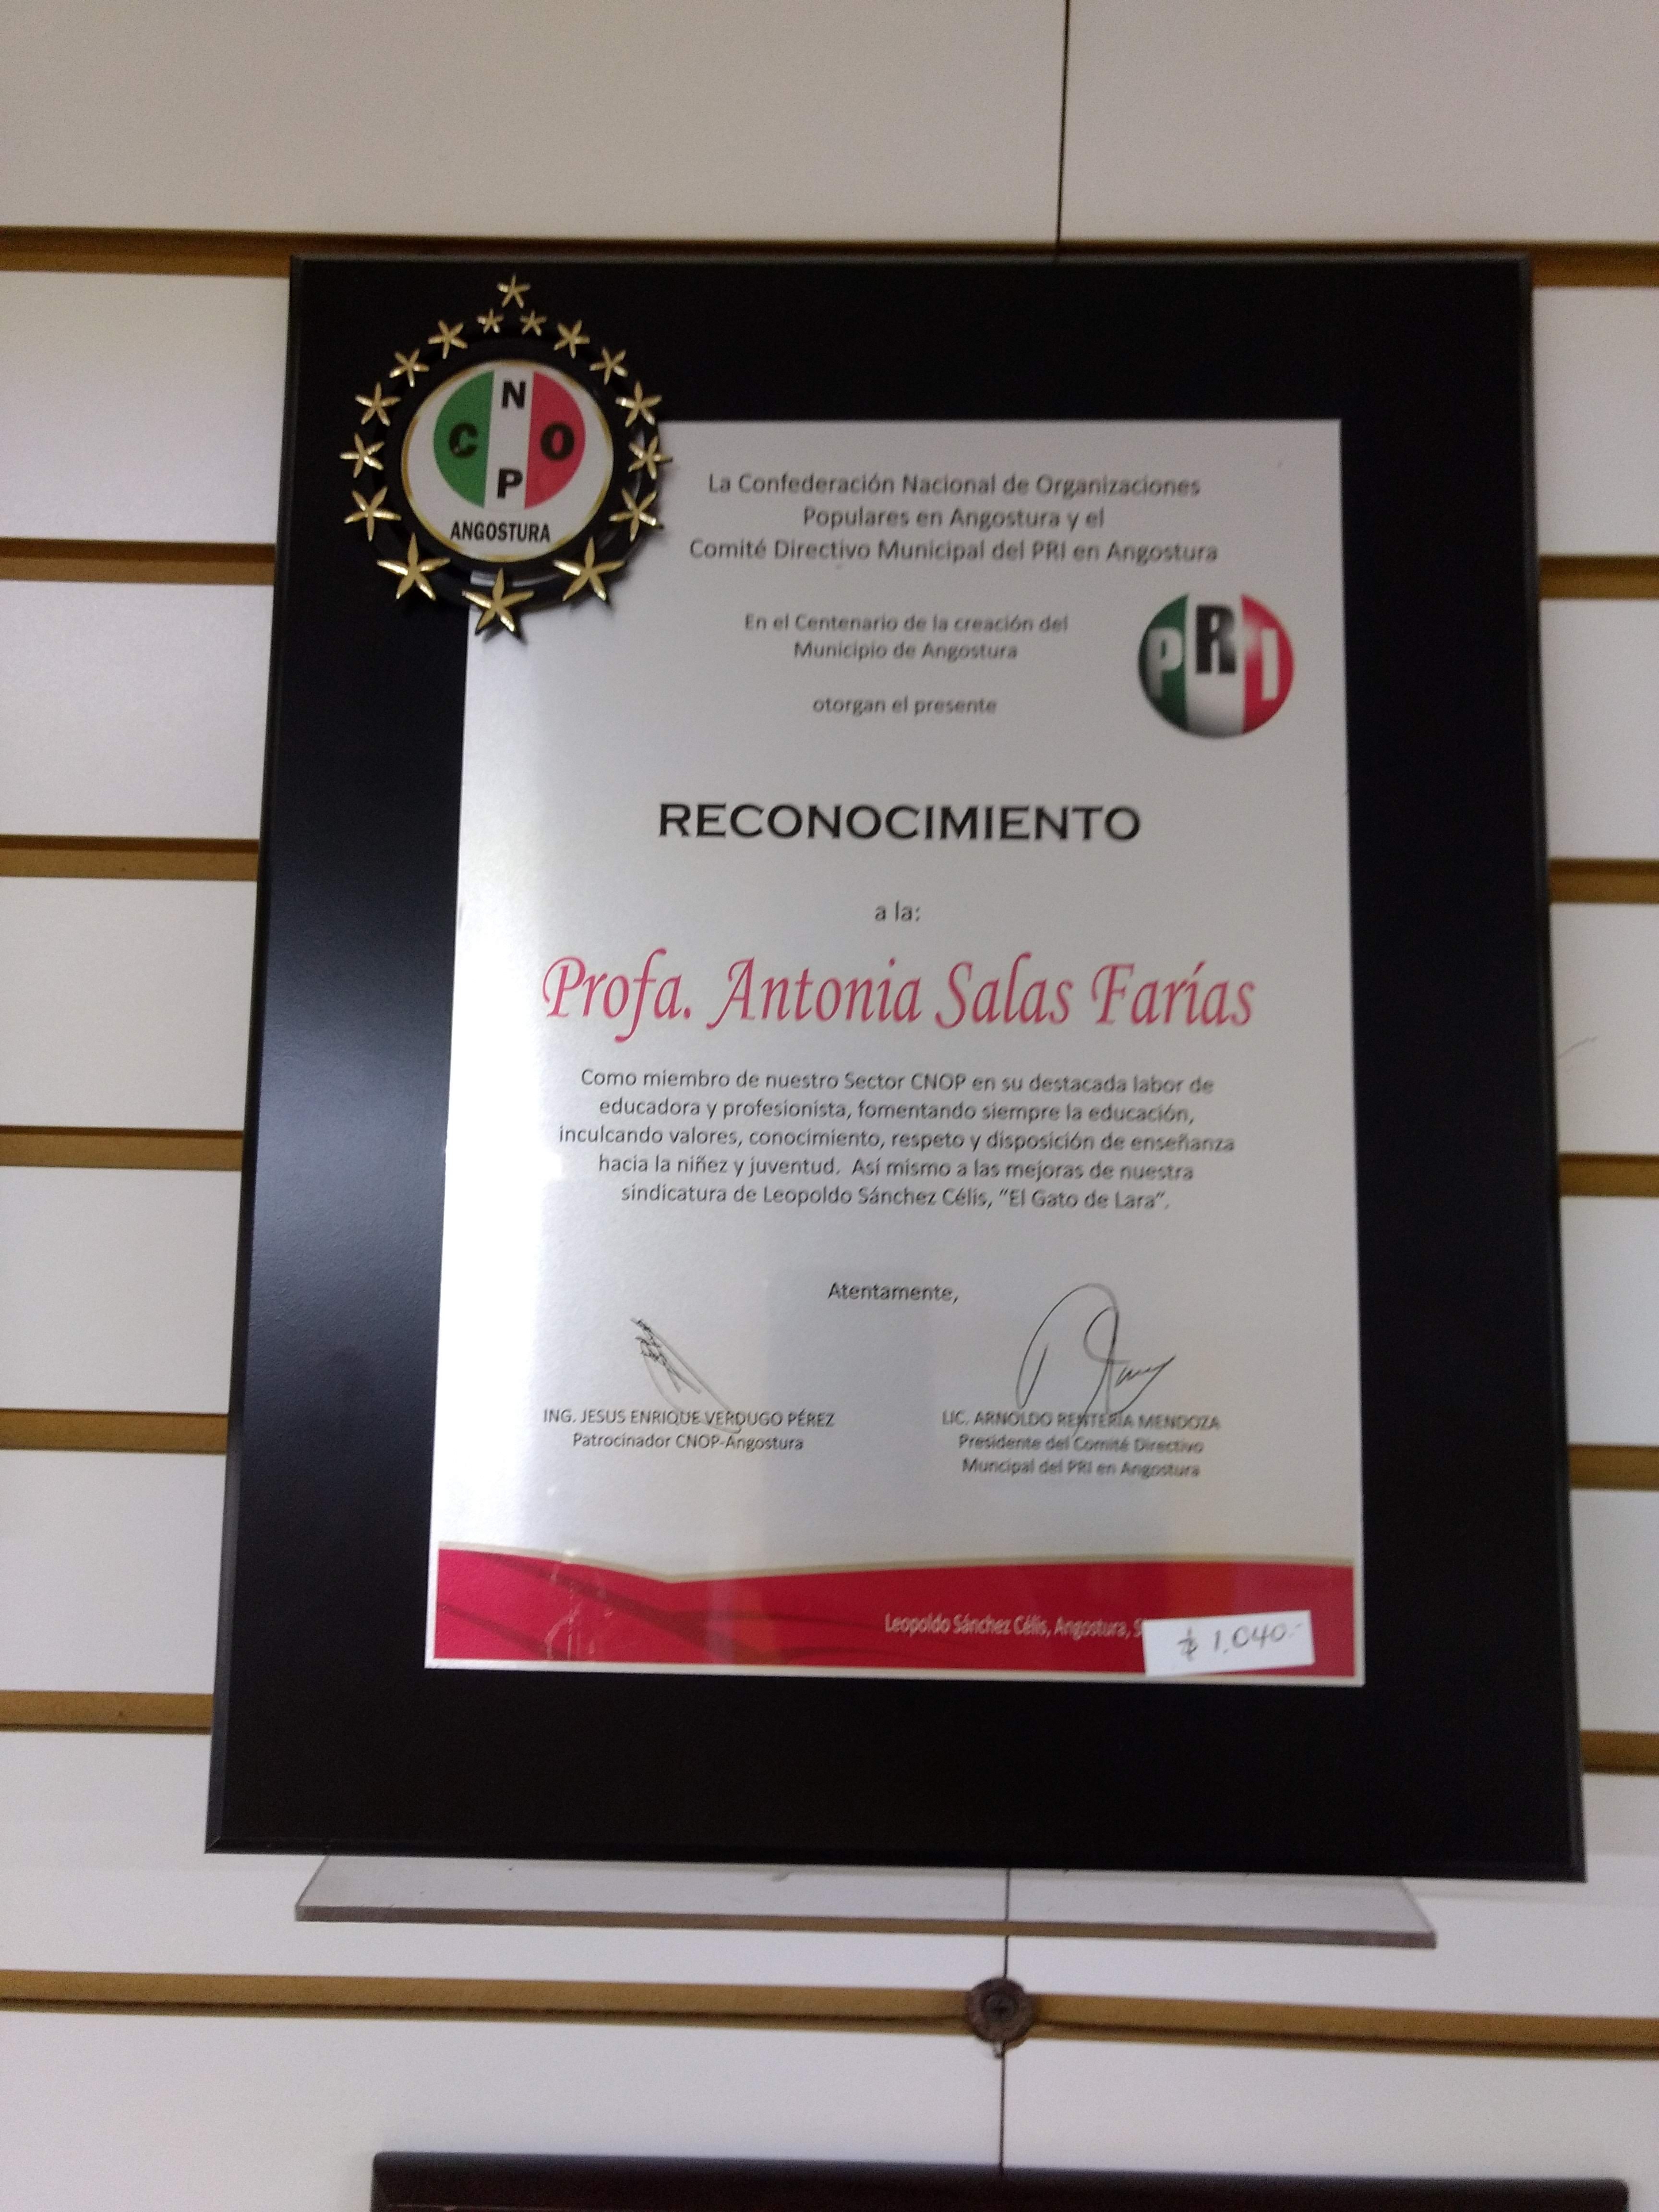 N
C O
P
ANGOSTURA
La Confederación Nacional de Organizaciones
Populares en Angostura y el
Comité Directivo Municipal del PRI en Angostura
En el Centenario de la creación del
Municipio de Angostura
PRI
otorgan el presente
RECONOCIMIENTO
a la:
Profa. Antonia Salas Farías
Como miembro de nuestro Sector CNOP en su destacada labor de
educadora y profesionista, fomentando siempre la educación,
inculcando valores, conocimiento, respeto y disposición de enseñanza
hacia la niñez y juventud. Así mismo a las mejoras de nuestra
sindicatura de Leopoldo Sánchez Célis, "El Gato de Lara".
Atentamente,
ING. JESUS ENRIQUE VERDUGO PÉREZ
Patrocinador CNOP-Angostura
LIC. ARNOLDO RENTERÍA MENDOZA
Presidente del Comité Directivo
Muncipal del PRI en Angostura
Leopoldo Sánchez Célis, Angostura,
$ 1,040.-